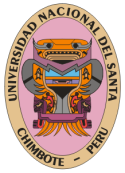 UNIVERSIDAD NACIONAL DEL SANTA
CHIMBOTE - PERU